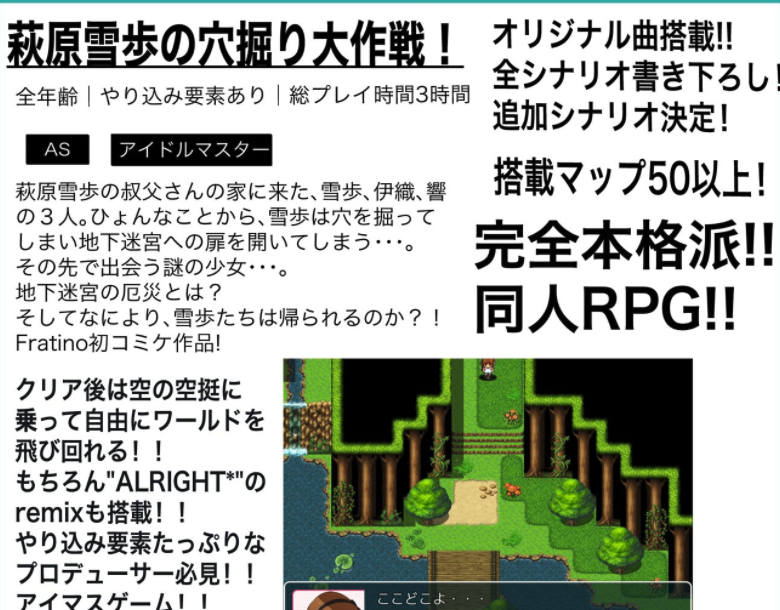 萩原雪歩の穴掘り大作戦！
全年齢｜やり込み要素あり｜総プレイ時間3時間
AS
アイドルマスター
萩原雪歩の叔父さんの家に来た､雪歩､伊織､響
の３人｡ひょんなことから､雪歩は穴を掘って
しまい地下迷宮への扉を開いてしまう･･･｡
その先で出会う謎の少女･･･｡
地下迷宮の厄災とは？
そしてなにより､雪歩たちは帰られるのか？！
Fratino初コミケ作品!
クリア後は空の空挺に
乗って自由にワールドを
飛び回れる！！
もちろん"ALRIGHT*"の
remixも搭載！！
やり込み要素たっぷりな
プロデューサー必見！！
アイマスゲーム！！
オリジナル曲搭載!!
全シナリオ書き下ろし!
追加シナリオ決定!
搭載マップ50以上!
完全本格派!!
同人RPG!!
ここどこよ・・・